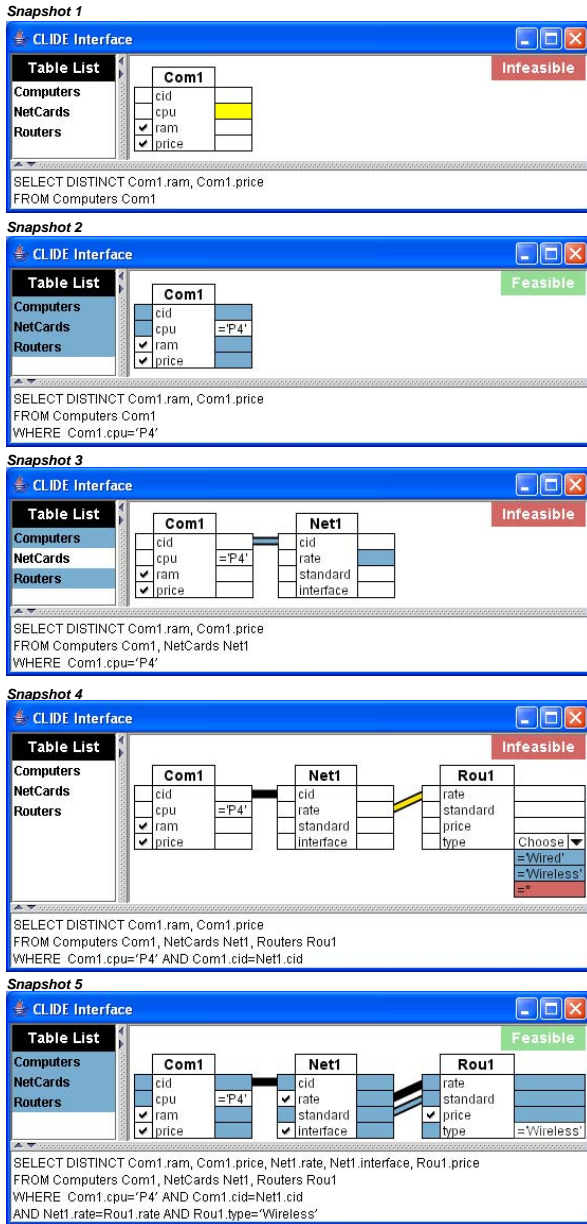 Snapshot 1
CLIDE Interface
Table List
Computers
NetCards
Routers
Com1
cid
cpu
ram
price
Infeasible
SELECT DISTINCT Com1.ram, Com1.price
FROM Computers Com1
Snapshot 2
CLIDE Interface
Table List
Computers
NetCards
Routers
Com1
cid
cpu ='P4'
ram
price
Feasible
SELECT DISTINCT Com1.ram, Com1.price
FROM Computers Com1
WHERE Com1.cpu='P4'
Snapshot 3
CLIDE Interface
Table List
Computers
NetCards
Routers
Com1
cid
cpu ='P4'
ram
price
Net1
cid
rate
standard
interface
Infeasible
SELECT DISTINCT Com1.ram, Com1.price
FROM Computers Com1, NetCards Net1
WHERE Com1.cpu='P4'
Snapshot 4
CLIDE Interface
Table List
Computers
NetCards
Routers
Com1
cid
cpu ='P4'
ram
price
Net1
cid
rate
standard
interface
Infeasible
Rou1
rate
standard
price
type Choose
='Wired'
='Wireless'
=*
SELECT DISTINCT Com1.ram, Com1.price
FROM Computers Com1, NetCards Net1, Routers Rou1
WHERE Com1.cpu='P4' AND Com1.cid=Net1.cid
Snapshot 5
CLIDE Interface
Table List
Computers
NetCards
Routers
Com1
cid
cpu ='P4'
ram
price
Net1
cid
rate
standard
interface
Feasible
Rou1
rate
standard
price
type ='Wireless'
SELECT DISTINCT Com1.ram, Com1.price, Net1.rate, Net1.interface, Rou1.price
FROM Computers Com1, NetCards Net1, Routers Rou1
WHERE Com1.cpu='P4' AND Com1.cid=Net1.cid
AND Net1.rate=Rou1.rate AND Rou1.type='Wireless'